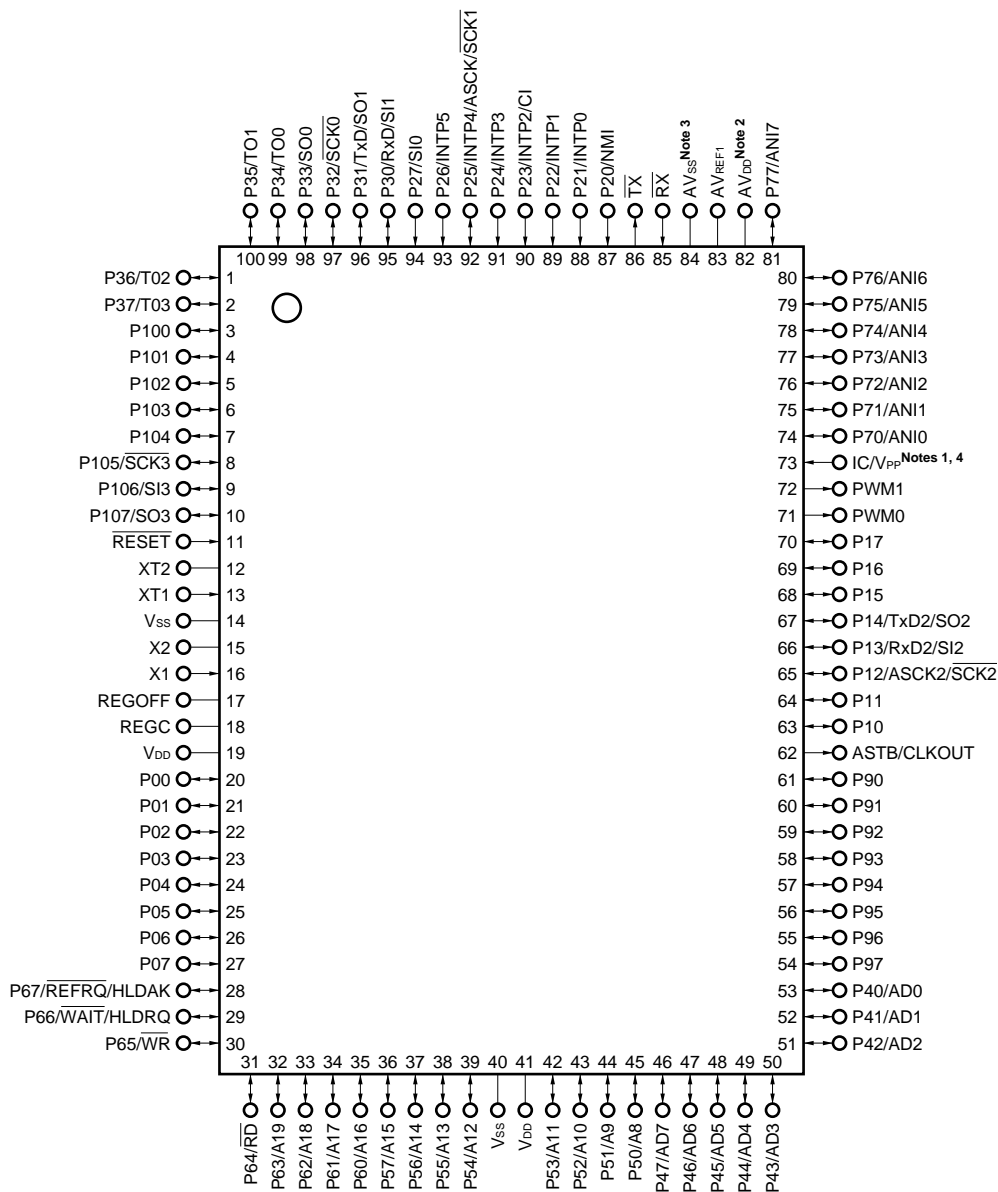 P35/TO1
P34/TO0
P33/SO0
P32/SCK0
P31/TxD/SO1
P30/RxD/SI1
P27/SI0
P26/INTP5
P25/INTP4/ASCK/SCK1
P24/INTP3
P23/INTP2/CI
P22/INTP1
P21/INTP0
P20/NMI
TX
RX
AVSS Note 3
AVREF1
AVDD Note 2
P77/ANI7
100 99 98 97 96 95 94 93 92 91 90 89 88 87 86 85 84 83 82 81
P36/T02 1
P37/T03 2
P100 3
P101 4
P102 5
P103 6
P104 7
P105/SCK3 8
P106/SI3 9
P107/SO3 10
RESET 11
XT2 12
XT1 13
VSS 14
X2 15
X1 16
REGOFF 17
REGC 18
VDD 19
P00 20
P01 21
P02 22
P03 23
P04 24
P05 25
P06 26
P07 27
P67/REFRQ/HLDAK 28
P66/WAIT/HLDRQ 29
P65/WR 30
80 P76/ANI6
79 P75/ANI5
78 P74/ANI4
77 P73/ANI3
76 P72/ANI2
75 P71/ANI1
74 P70/ANI0
73 IC/VPP Notes 1, 4
72 PWM1
71 PWM0
70 P17
69 P16
68 P15
67 P14/TxD2/SO2
66 P13/RxD2/SI2
65 P12/ASCK2/SCK2
64 P11
63 P10
62 ASTB/CLKOUT
61 P90
60 P91
59 P92
58 P93
57 P94
56 P95
55 P96
54 P97
53 P40/AD0
52 P41/AD1
51 P42/AD2
31 32 33 34 35 36 37 38 39 40 41 42 43 44 45 46 47 48 49 50
P64/RD
P63/A19
P62/A18
P61/A17
P60/A16
P57/A15
P56/A14
P55/A13
P54/A12
VSS
VDD
P53/A11
P52/A10
P51/A9
P50/A8
P47/AD7
P46/AD6
P45/AD5
P44/AD4
P43/AD3